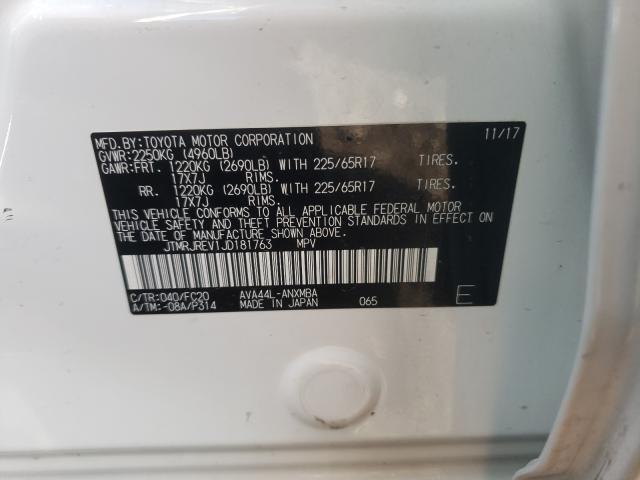 MFD.BY:TOYOTA MOTOR CORPORATION 11/17
GVWR:2250KG (4960LB)
GAWR:FRT. 1220KG (2690LB) WITH 225/65R17 TIRES.
17X7J RIMS.
RR. 1220KG (2690LB) WITH 225/65R17 TIRES.
17X7J RIMS.
THIS VEHICLE CONFORMS TO ALL APPLICABLE FEDERAL MOTOR
VEHICLE SAFETY AND THEFT PREVENTION STANDARDS IN EFFECT ON
THE DATE OF MANUFACTURE SHOWN ABOVE.
JTMRJREV1JD181763 MPV
C/TR:040/FC20 AVA44L-ANXMBA
A/TM:-08A/P314 MADE IN JAPAN 065 E